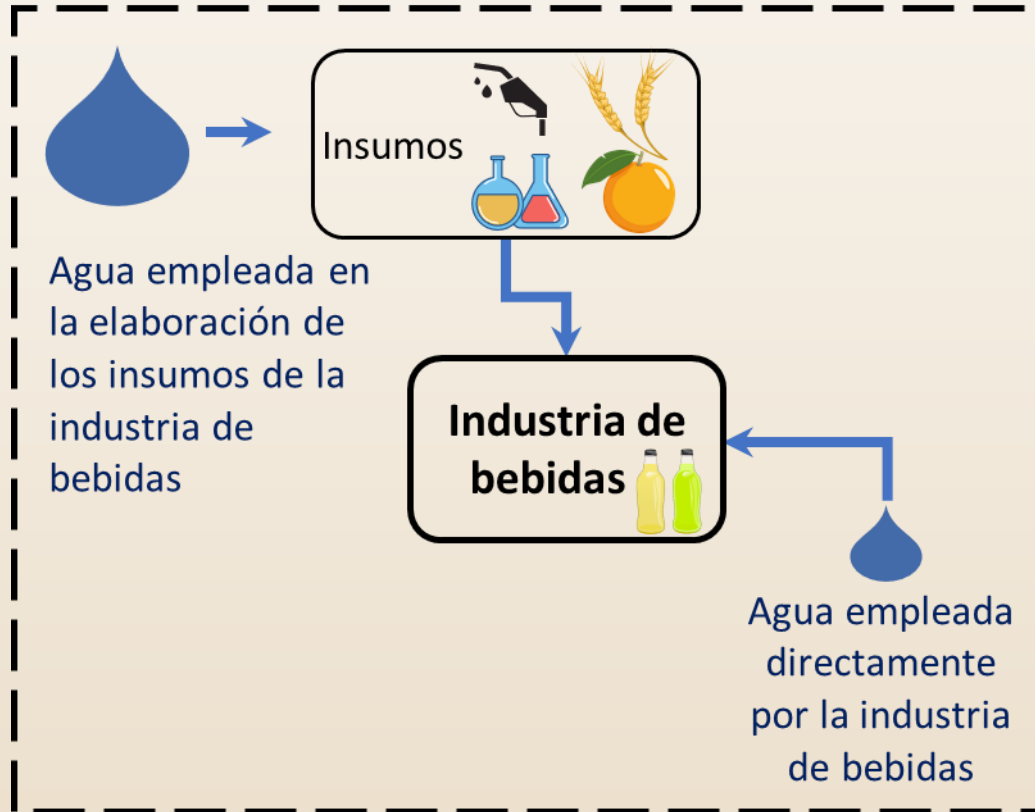 Insumos
Agua empleada en
la elaboración de
los insumos de la
industria de
bebidas
Industria de
bebidas
Agua empleada
directamente
por la industria
de bebidas